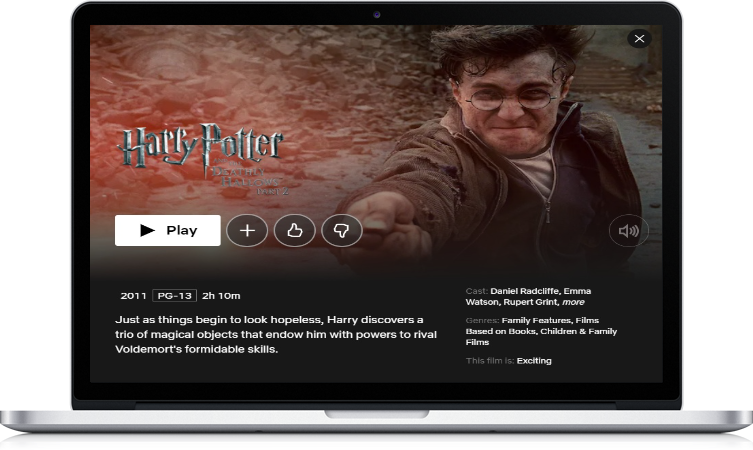 Harry Potter
DEATHLY
HALLOWS
PART 2
Play
2011 PG-13 2h 10m
Just as things begin to look hopeless, Harry discovers a
trio of magical objects that endow him with powers to rival
Voldemort's formidable skills.
Cast: Daniel Radcliffe, Emma
Watson, Rupert Grint, more
Genres: Family Features, Films
Based on Books, Children & Family
Films
This film is: Exciting